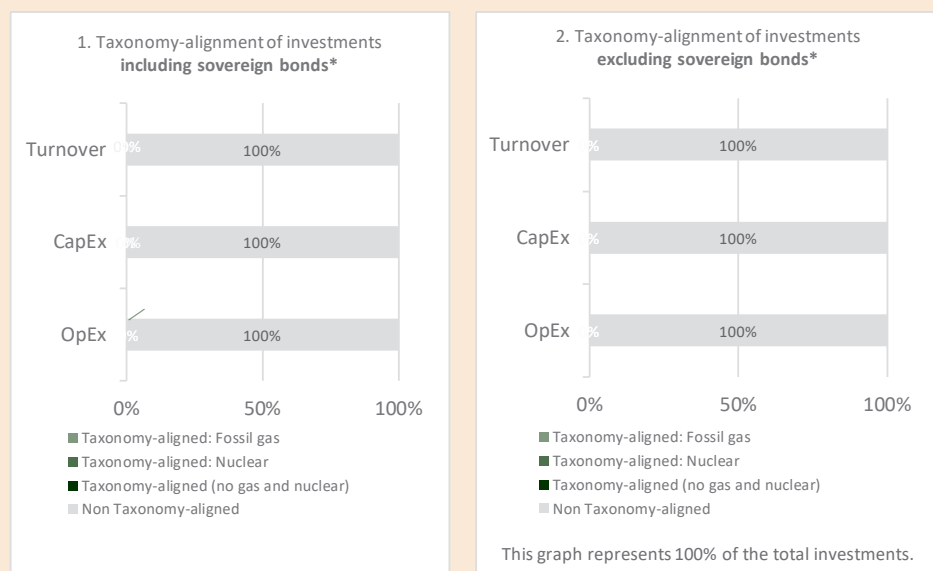 1. Taxonomy-alignment of investments
including sovereign bonds*
Turnover
100%
CapEx
100%
OpEx
100%
0% 50% 100%
Taxonomy-aligned: Fossil gas
Taxonomy-aligned: Nuclear
Taxonomy-aligned (no gas and nuclear)
Non Taxonomy-aligned
2. Taxonomy-alignment of investments
excluding sovereign bonds*
Turnover
100%
CapEx
100%
OpEx
100%
0% 50% 100%
Taxonomy-aligned: Fossil gas
Taxonomy-aligned: Nuclear
Taxonomy-aligned (no gas and nuclear)
Non Taxonomy-aligned
This graph represents 100% of the total investments.